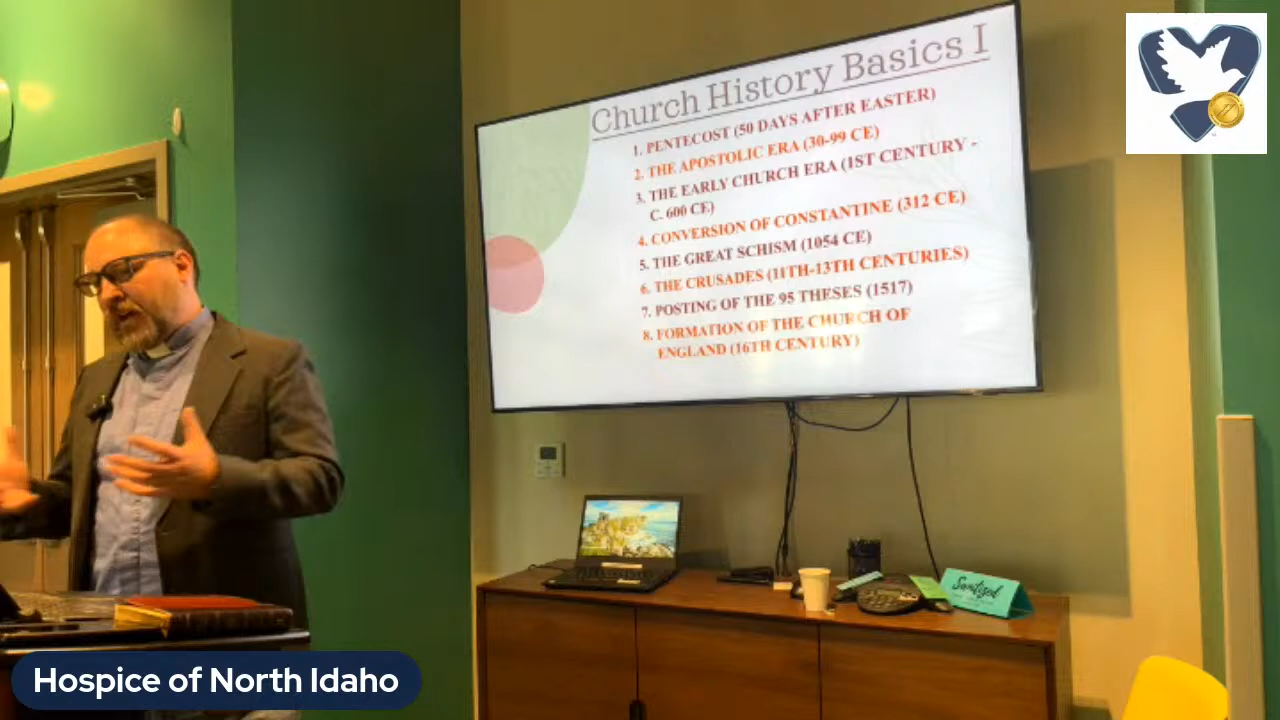 Church History Basics I
1. PENTECOST (50 DAYS AFTER EASTER)
2. THE APOSTOLIC ERA (30-99 CE)
3. THE EARLY CHURCH ERA (1ST CENTURY -
C. 600 CE)
4. CONVERSION OF CONSTANTINE (312 CE)
5. THE GREAT SCHISM (1054 CE)
6. THE CRUSADES (11TH-13TH CENTURIES)
7. POSTING OF THE 95 THESES (1517)
8. FORMATION OF THE CHURCH OF
ENGLAND (16TH CENTURY)
Sanitized
Hospice of North Idaho